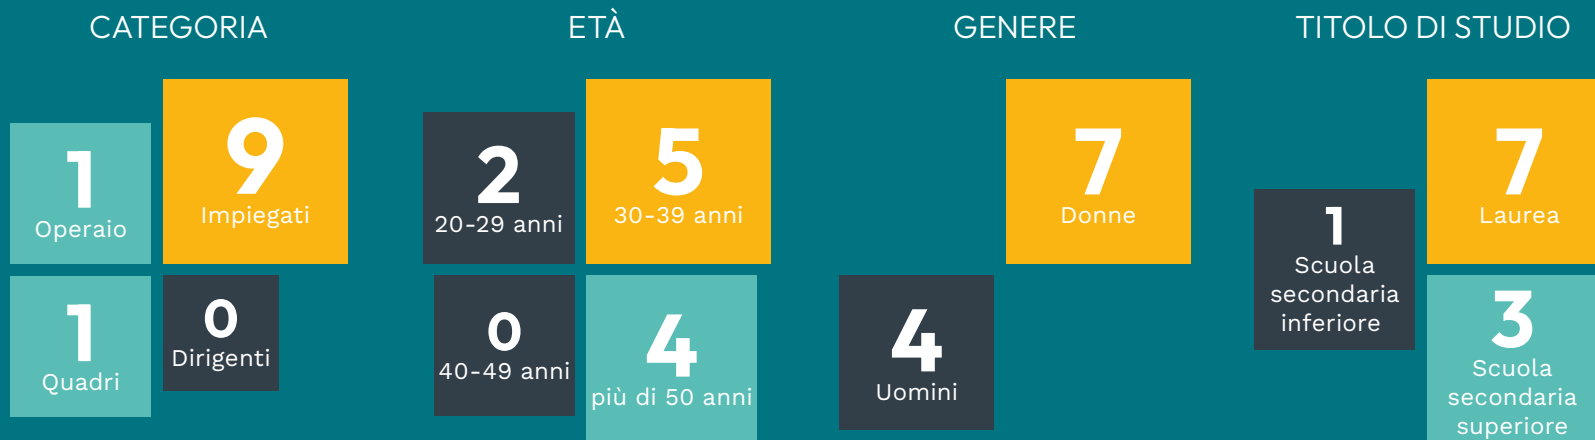 CATEGORIA
1
Operaio
9
Impiegati
1
Quadri
0
Dirigenti
ETÀ
2
20-29 anni
5
30-39 anni
0
40-49 anni
4
più di 50 anni
GENERE
7
Donne
4
Uomini
TITOLO DI STUDIO
1
Scuola
secondaria
inferiore
7
Laurea
3
Scuola
secondaria
superiore